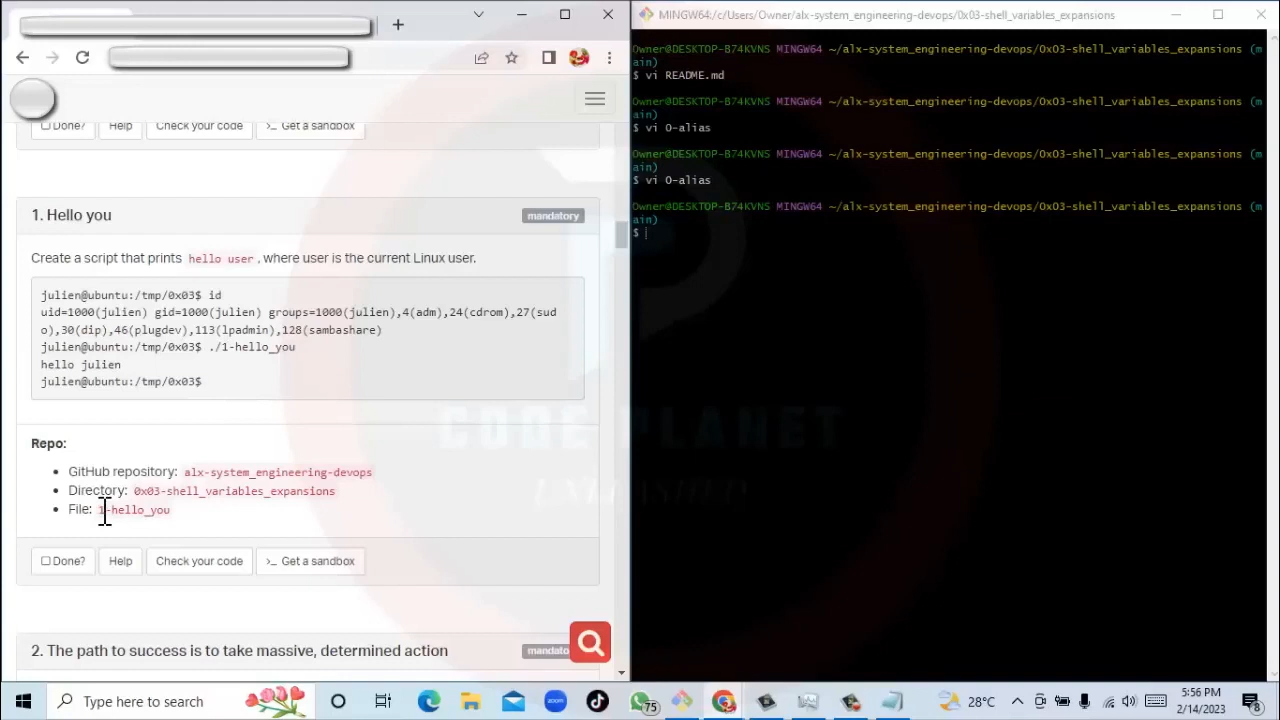 MINGW64:/c/Users/Owner/alx-system_engineering-devops/0x03-shell_variables_expansions
Done? Help Check your code >_ Get a sandbox
1. Hello you mandatory
Create a script that prints hello user , where user is the current Linux user.
julien@ubuntu:/tmp/0x03$ id
uid=1000(julien) gid=1000(julien) groups=1000(julien),4(adm),24(cdrom),27(sud
o),30(dip),46(plugdev),113(lpadmin),128(sambashare)
julien@ubuntu:/tmp/0x03$ ./1-hello_you
hello julien
julien@ubuntu:/tmp/0x03$
Repo:
GitHub repository: alx-system_engineering-devops
Directory: 0x03-shell_variables_expansions
File: 1-hello_you
Done? Help Check your code >_ Get a sandbox
2. The path to success is to take massive, determined action
Owner@DESKTOP-B74KVNS MINGW64 ~/alx-system_engineering-devops/0x03-shell_variables_expansions (m
ain)
$ vi README.md
Owner@DESKTOP-B74KVNS MINGW64 ~/alx-system_engineering-devops/0x03-shell_variables_expansions (m
ain)
$ vi 0-alias
Owner@DESKTOP-B74KVNS MINGW64 ~/alx-system_engineering-devops/0x03-shell_variables_expansions (m
ain)
$ vi 0-alias
Owner@DESKTOP-B74KVNS MINGW64 ~/alx-system_engineering-devops/0x03-shell_variables_expansions (m
ain)
$
CODE PLANET
UNLEASHED
Type here to search
zoom
75
28°C
5:56 PM
2/14/2023
8